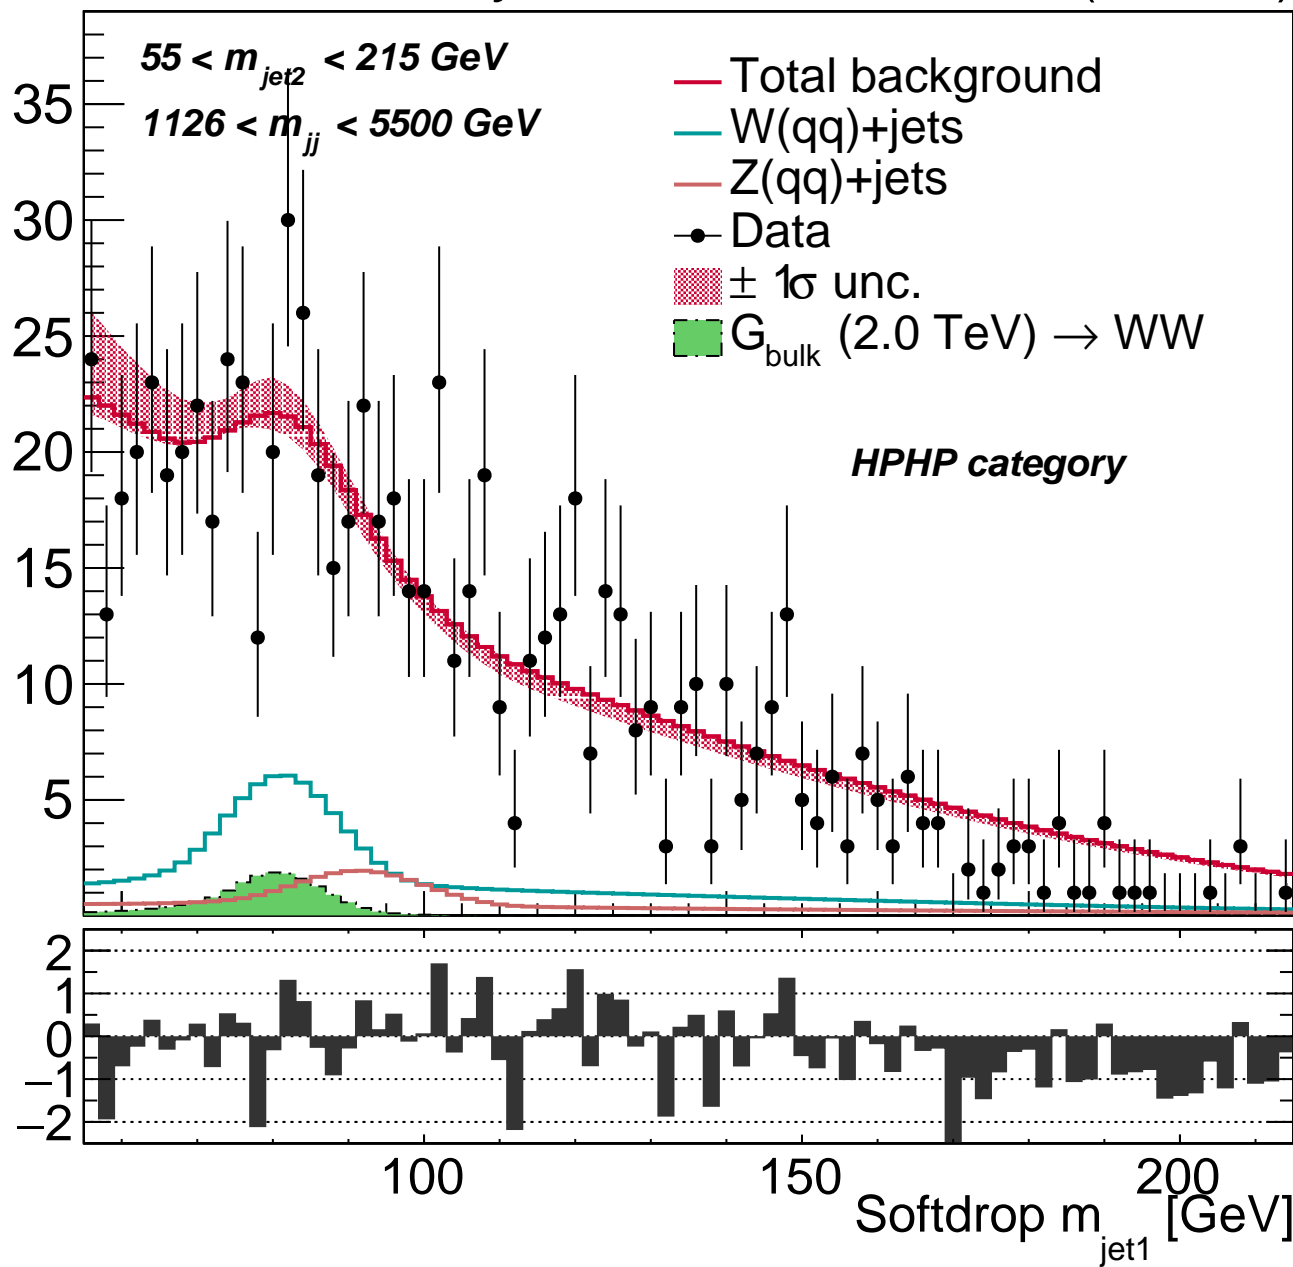 55 < m_jet2 < 215 GeV
1126 < m_jj < 5500 GeV
Total background
W(qq)+jets
Z(qq)+jets
Data
± 1σ unc.
G_bulk (2.0 TeV) → WW
HPHP category
35
30
25
20
15
10
5
2
1
0
−1
−2
100 150 200
Softdrop m_jet1 [GeV]